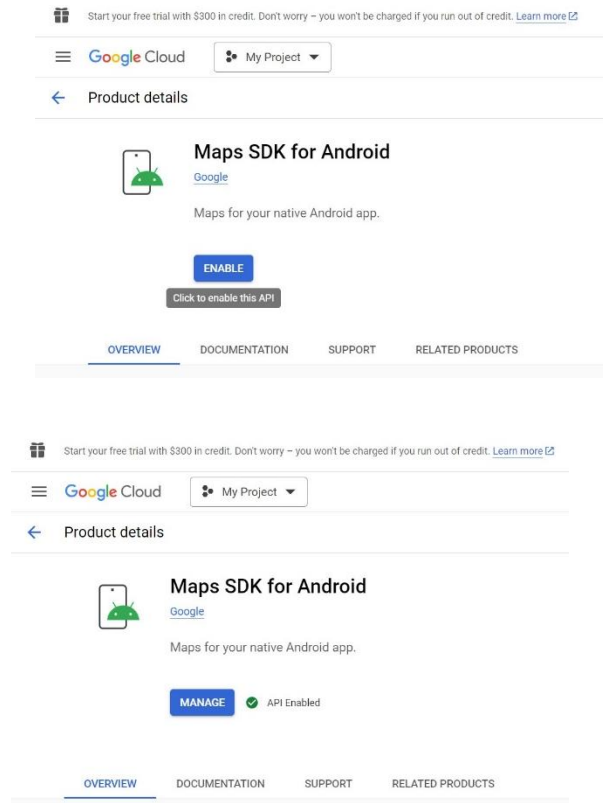 Start your free trial with $300 in credit. Don't worry – you won't be charged if you run out of credit. Learn more
Google Cloud My Project
Product details
Maps SDK for Android
Google
Maps for your native Android app.
ENABLE
Click to enable this API
OVERVIEW DOCUMENTATION SUPPORT RELATED PRODUCTS
Start your free trial with $300 in credit. Don't worry – you won't be charged if you run out of credit. Learn more
Google Cloud My Project
Product details
Maps SDK for Android
Google
Maps for your native Android app.
MANAGE API Enabled
OVERVIEW DOCUMENTATION SUPPORT RELATED PRODUCTS